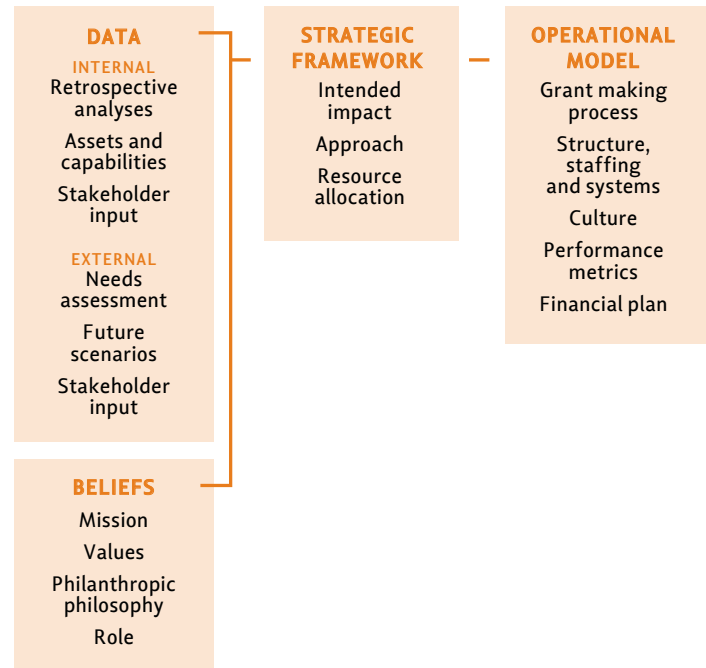 DATA
INTERNAL
Retrospective
analyses
Assets and
capabilities
Stakeholder
input
EXTERNAL
Needs
assessment
Future
scenarios
Stakeholder
input
BELIEFS
Mission
Values
Philanthropic
philosophy
Role
STRATEGIC
FRAMEWORK
Intended
impact
Approach
Resource
allocation
OPERATIONAL
MODEL
Grant making
process
Structure,
staffing
and systems
Culture
Performance
metrics
Financial plan